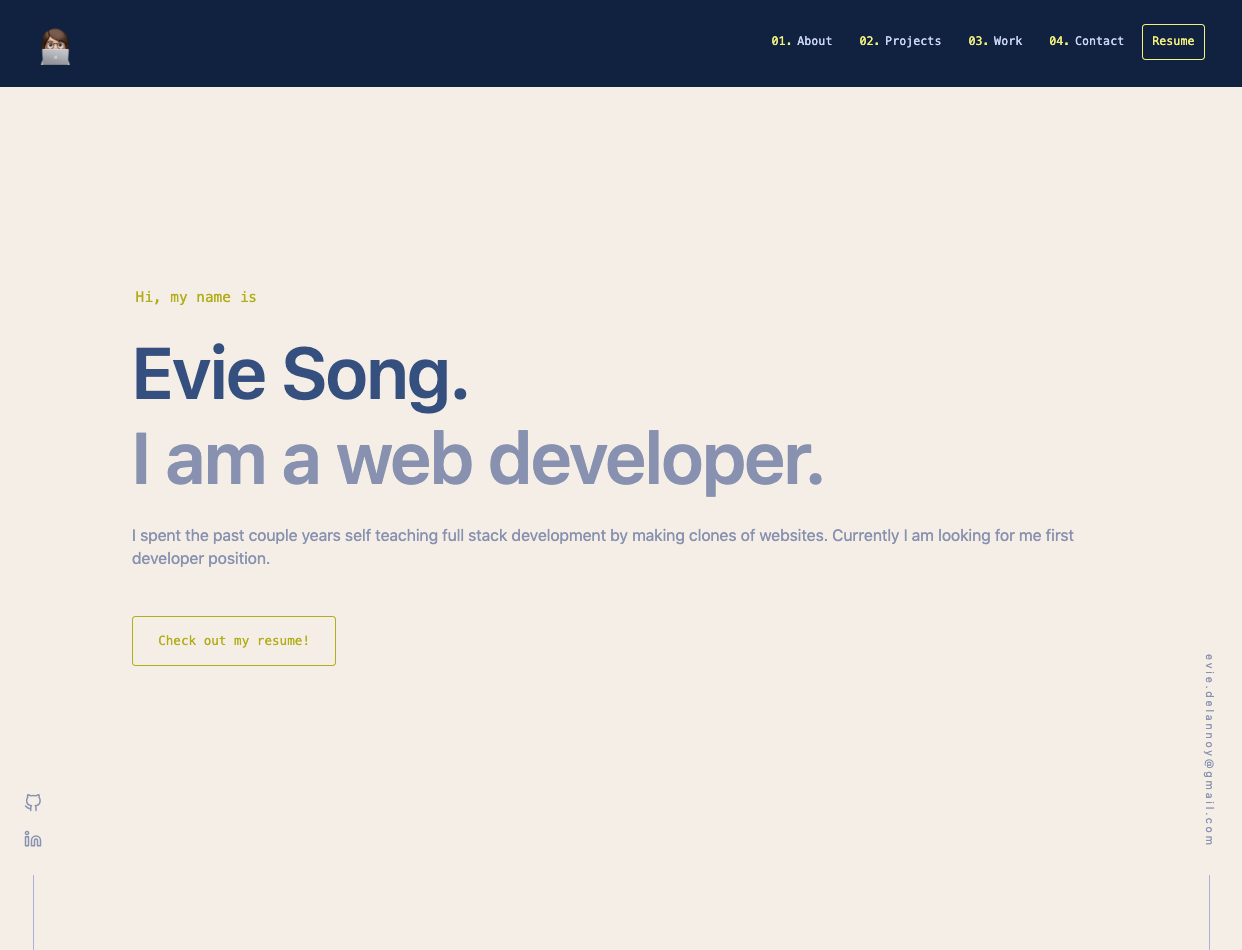 01. About 02. Projects 03. Work 04. Contact Resume
Hi, my name is
Evie Song.
I am a web developer.
I spent the past couple years self teaching full stack development by making clones of websites. Currently I am looking for me first
developer position.
Check out my resume!
evie.delannoy@gmail.com